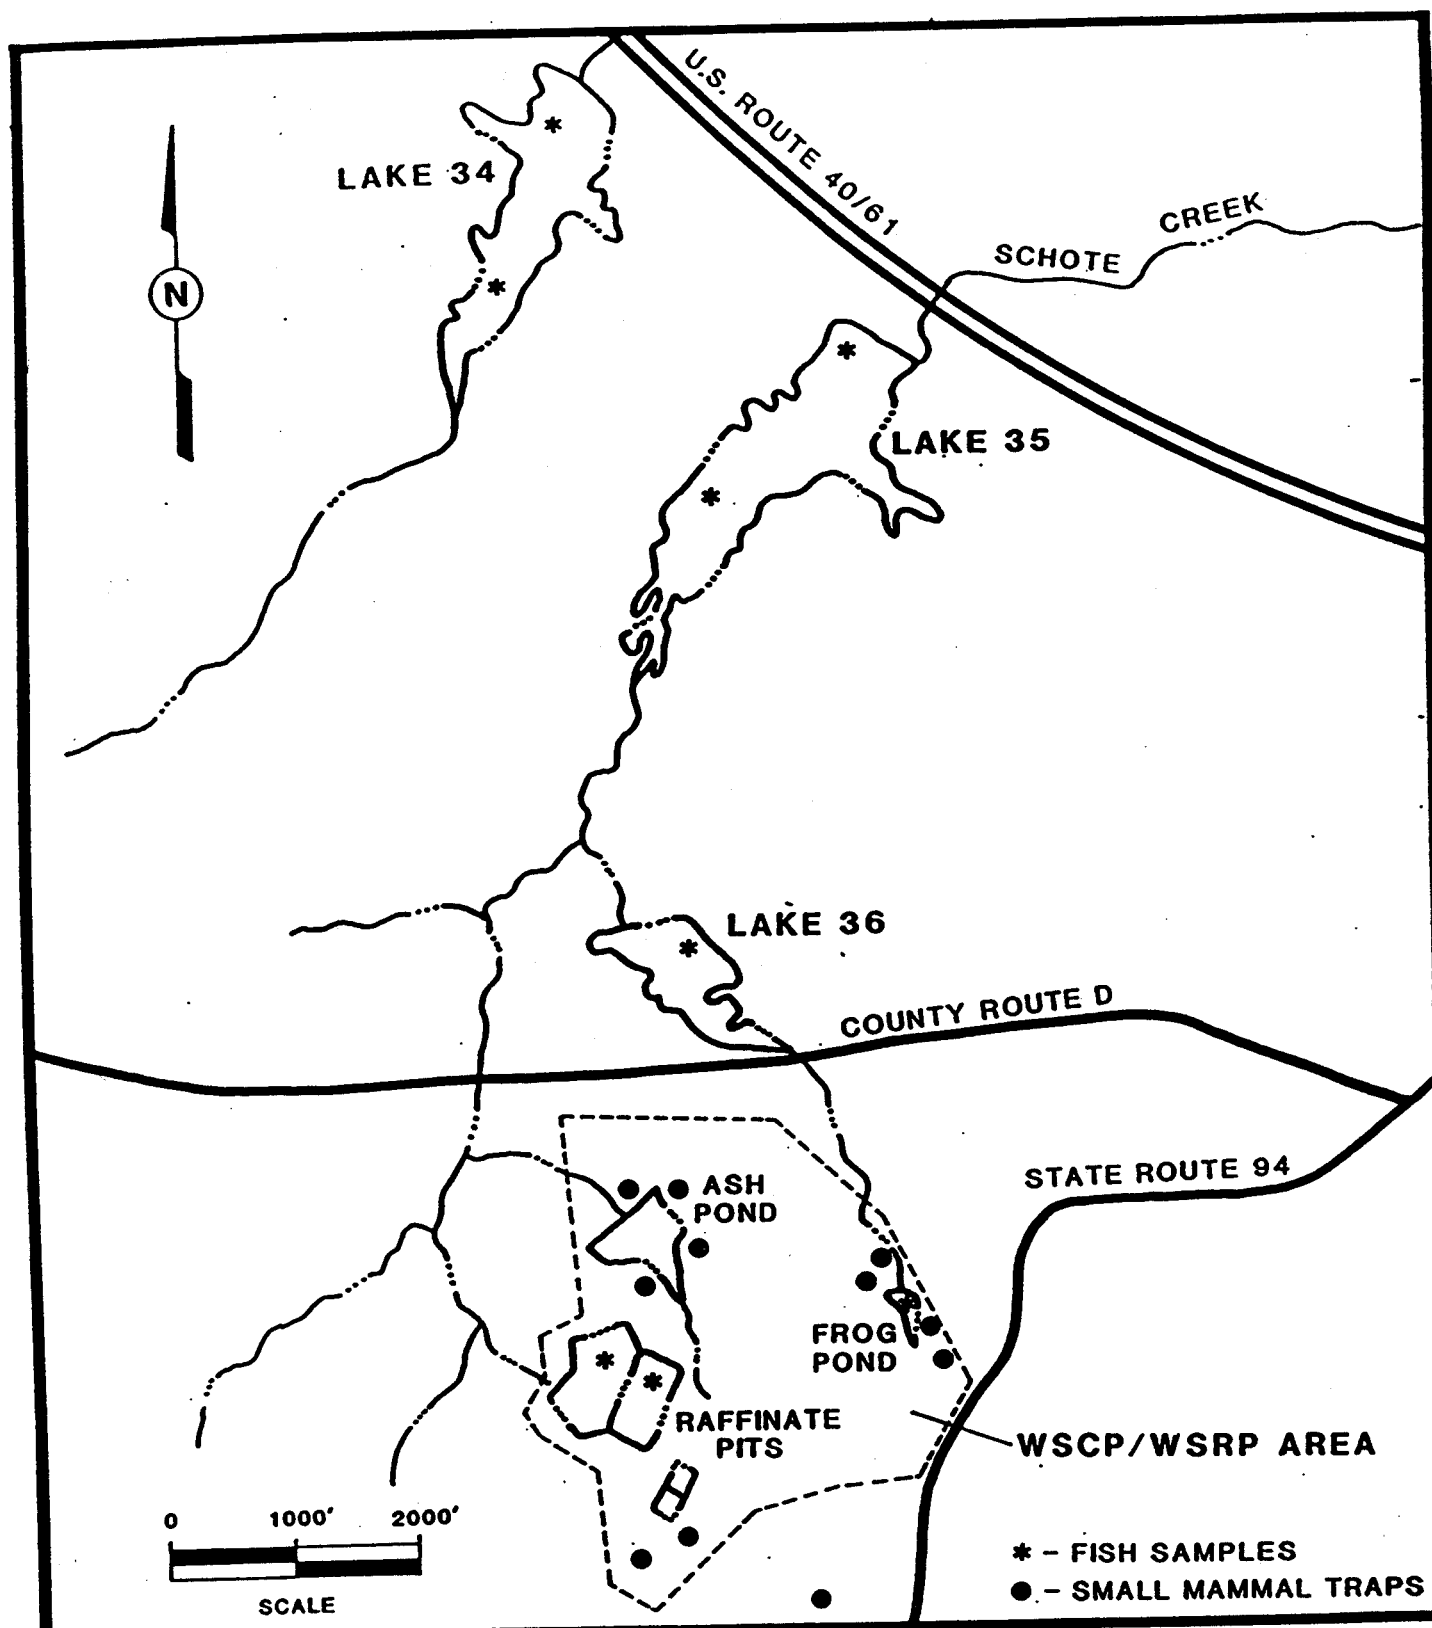 U.S. ROUTE 40/61
LAKE 34
SCHOTE CREEK
N
LAKE 35
LAKE 36
COUNTY ROUTE D
STATE ROUTE 94
ASH
POND
FROG
POND
RAFFINATE
PITS
WSCP/WSRP AREA
0 1000' 2000'
SCALE
* - FISH SAMPLES
● - SMALL MAMMAL TRAPS